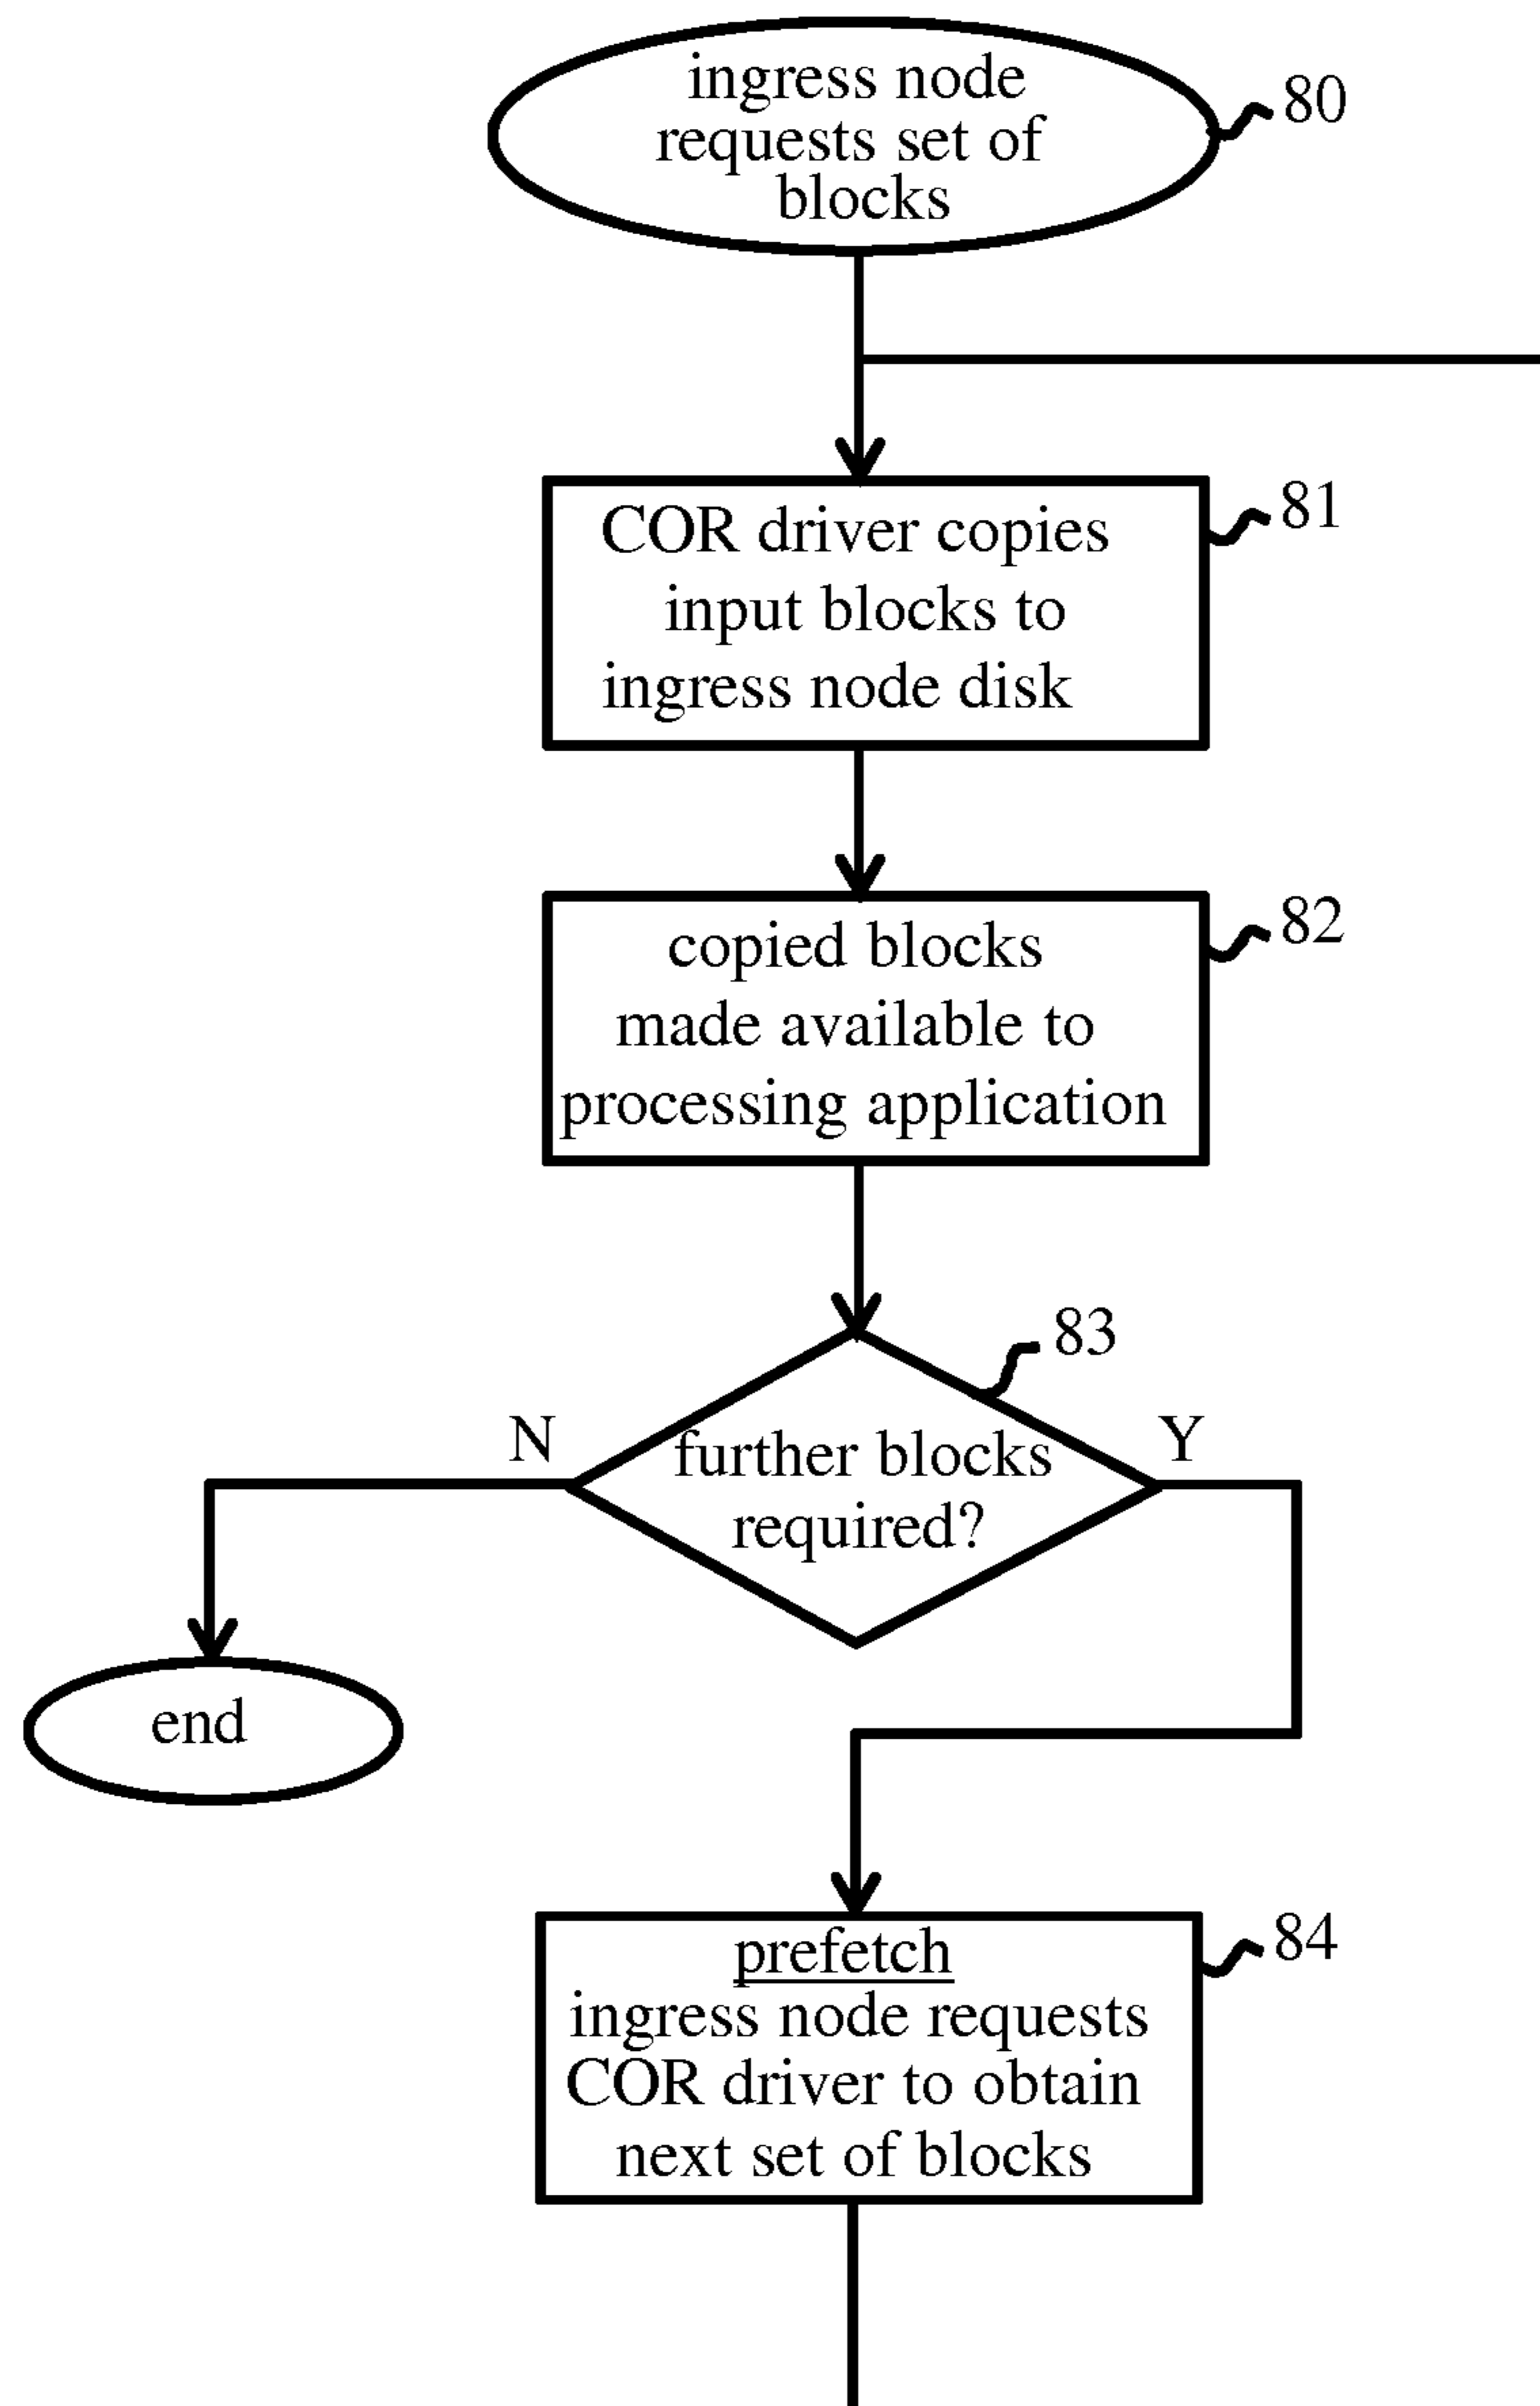 ingress node
requests set of
blocks
80
COR driver copies
input blocks to
ingress node disk
81
copied blocks
made available to
processing application
82
83
N
further blocks
required?
Y
end
prefetch
ingress node requests
COR driver to obtain
next set of blocks
84